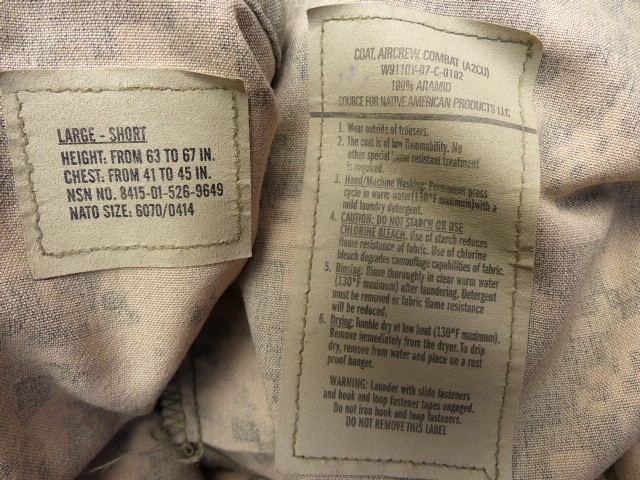 LARGE - SHORT
HEIGHT: FROM 63 TO 67 IN.
CHEST: FROM 41 TO 45 IN.
NSN NO. 8415-01-526-9649
NATO SIZE: 6070/0414
COAT, AIRCREW, COMBAT (A2CU)
W911QY-07-C-0102
100% ARAMID
SOURCE FOR NATIVE AMERICAN PRODUCTS LLC
1. Wear outside of trousers.
2. The coat is of low flammability. No
other special flame resistant treatment
is required.
3. Hand/Machine Washing: Permanent press
cycle in warm water (130°F maximum) with a
mild laundry detergent.
4. CAUTION: DO NOT STARCH OR USE
CHLORINE BLEACH. Use of starch reduces
flame resistance of fabric. Use of chlorine
bleach degrades camouflage capabilities of fabric.
5. Rinsing: Rinse thoroughly in clear warm water
(130°F maximum) after laundering. Detergent
must be removed or fabric flame resistance
will be reduced.
6. Drying: Tumble dry at low heat (130°F maximum).
Remove immediately from the dryer. To drip
dry, remove from water and place on a rust
proof hanger.
WARNING: Launder with slide fasteners
and hook and loop fastener tapes engaged.
Do not iron hook and loop fasteners.
DO NOT REMOVE THIS LABEL